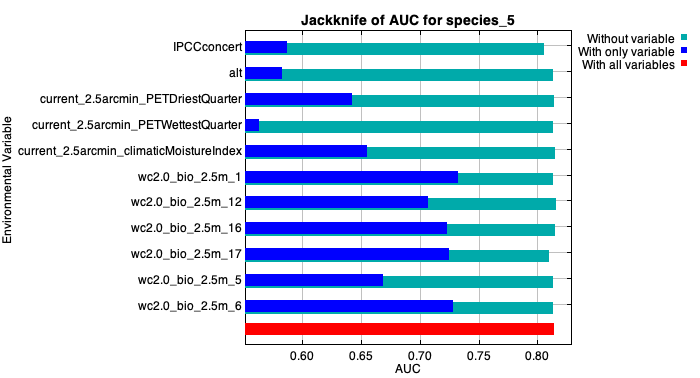 Jackknife of AUC for species_5
Without variable
With only variable
With all variables
Environmental Variable
IPCCconcert
alt
current_2.5arcmin_PETDriestQuarter
current_2.5arcmin_PETWettestQuarter
current_2.5arcmin_climaticMoistureIndex
wc2.0_bio_2.5m_1
wc2.0_bio_2.5m_12
wc2.0_bio_2.5m_16
wc2.0_bio_2.5m_17
wc2.0_bio_2.5m_5
wc2.0_bio_2.5m_6
0.60 0.65 0.70 0.75 0.80
AUC